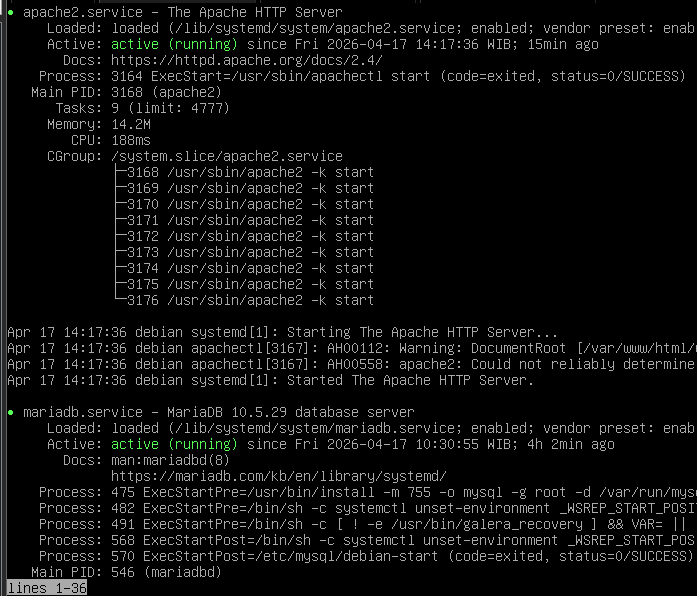 ● apache2.service - The Apache HTTP Server
     Loaded: loaded (/lib/systemd/system/apache2.service; enabled; vendor preset: enab
     Active: active (running) since Fri 2026-04-17 14:17:36 WIB; 15min ago
       Docs: https://httpd.apache.org/docs/2.4/
    Process: 3164 ExecStart=/usr/sbin/apachectl start (code=exited, status=0/SUCCESS)
   Main PID: 3168 (apache2)
      Tasks: 9 (limit: 4777)
     Memory: 14.2M
        CPU: 188ms
     CGroup: /system.slice/apache2.service
             ├─3168 /usr/sbin/apache2 -k start
             ├─3169 /usr/sbin/apache2 -k start
             ├─3170 /usr/sbin/apache2 -k start
             ├─3171 /usr/sbin/apache2 -k start
             ├─3172 /usr/sbin/apache2 -k start
             ├─3173 /usr/sbin/apache2 -k start
             ├─3174 /usr/sbin/apache2 -k start
             ├─3175 /usr/sbin/apache2 -k start
             └─3176 /usr/sbin/apache2 -k start

Apr 17 14:17:36 debian systemd[1]: Starting The Apache HTTP Server...
Apr 17 14:17:36 debian apachectl[3167]: AH00112: Warning: DocumentRoot [/var/www/html/
Apr 17 14:17:36 debian apachectl[3167]: AH00558: apache2: Could not reliably determine
Apr 17 14:17:36 debian systemd[1]: Started The Apache HTTP Server.

● mariadb.service - MariaDB 10.5.29 database server
     Loaded: loaded (/lib/systemd/system/mariadb.service; enabled; vendor preset: enab
     Active: active (running) since Fri 2026-04-17 10:30:55 WIB; 4h 2min ago
       Docs: man:mariadbd(8)
             https://mariadb.com/kb/en/library/systemd/
    Process: 475 ExecStartPre=/usr/bin/install -m 755 -o mysql -g root -d /var/run/mys
    Process: 482 ExecStartPre=/bin/sh -c systemctl unset-environment _WSREP_START_POSIT
    Process: 491 ExecStartPre=/bin/sh -c [ ! -e /usr/bin/galera_recovery ] && VAR= ||
    Process: 568 ExecStartPost=/bin/sh -c systemctl unset-environment _WSREP_START_POS
    Process: 570 ExecStartPost=/etc/mysql/debian-start (code=exited, status=0/SUCCESS)
   Main PID: 546 (mariadbd)
lines 1-36